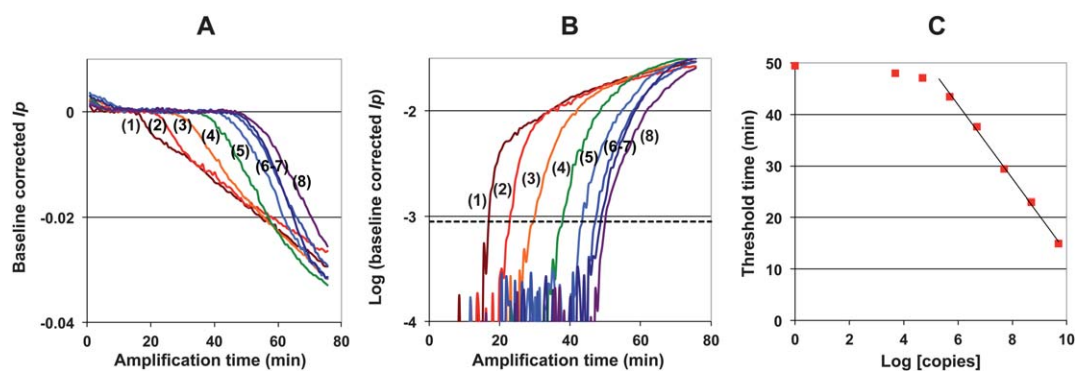 A
Baseline corrected Ip
0
-0.02
-0.04
(1)
(2)
(3)
(4)
(5)
(6-7)
(8)
0 20 40 60 80
Amplification time (min)
B
Log (baseline corrected Ip)
-2
-3
-4
(1)
(2)
(3)
(4)
(5)
(6-7)
(8)
0 20 40 60 80
Amplification time (min)
C
Threshold time (min)
50
40
30
20
10
0
0 2 4 6 8 10
Log [copies]